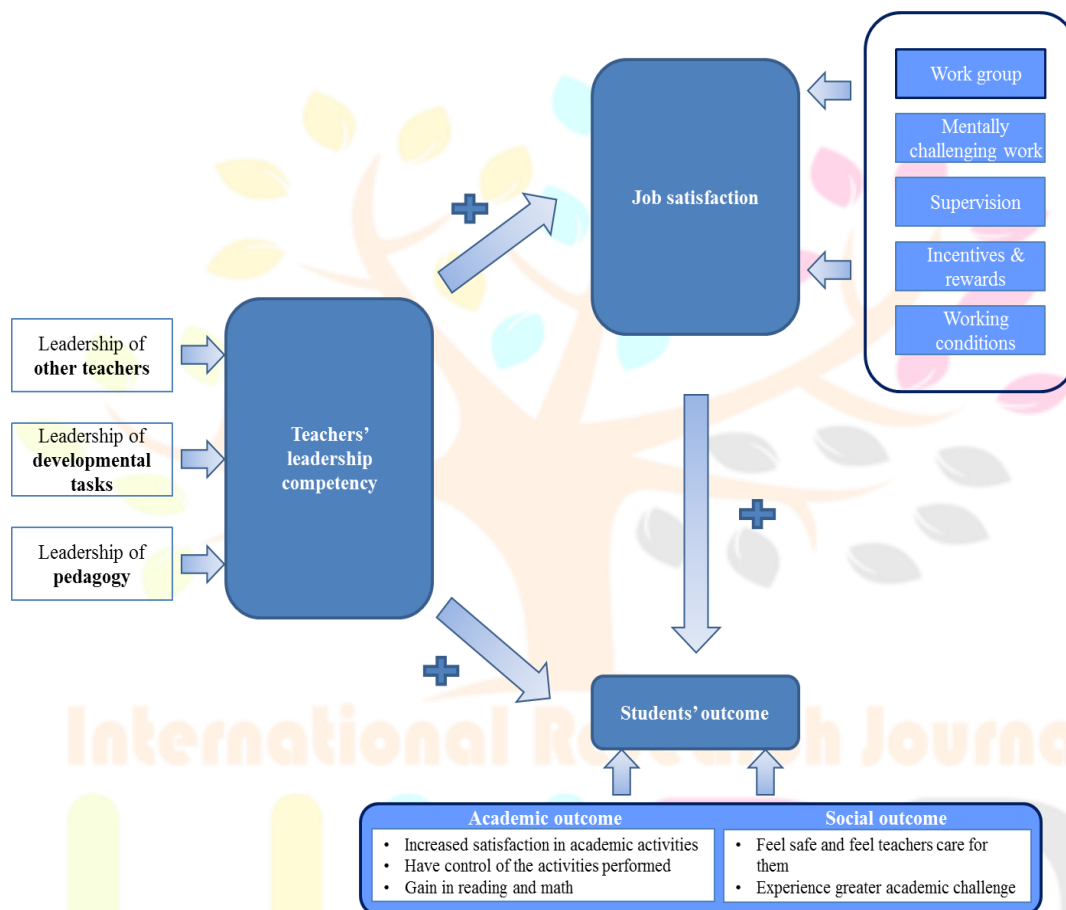 Work group
Mentally
challenging work
Supervision
Incentives &
rewards
Working
conditions
Job satisfaction
Leadership of
other teachers
Leadership of
developmental
tasks
Leadership of
pedagogy
Teachers’
leadership
competency
Students’ outcome
International Research Journa
Academic outcome
• Increased satisfaction in academic activities
• Have control of the activities performed
• Gain in reading and math
Social outcome
• Feel safe and feel teachers care for
them
• Experience greater academic challenge